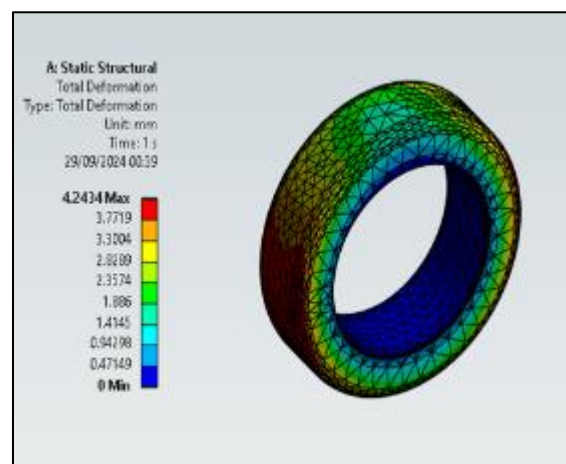 A: Static Structural
Total Deformation
Type: Total Deformation
Unit: mm
Time: 1 s
29/09/2024 00:39
4.2434 Max
3.7719
3.3004
2.8289
2.3574
1.886
1.4145
0.94298
0.47149
0 Min